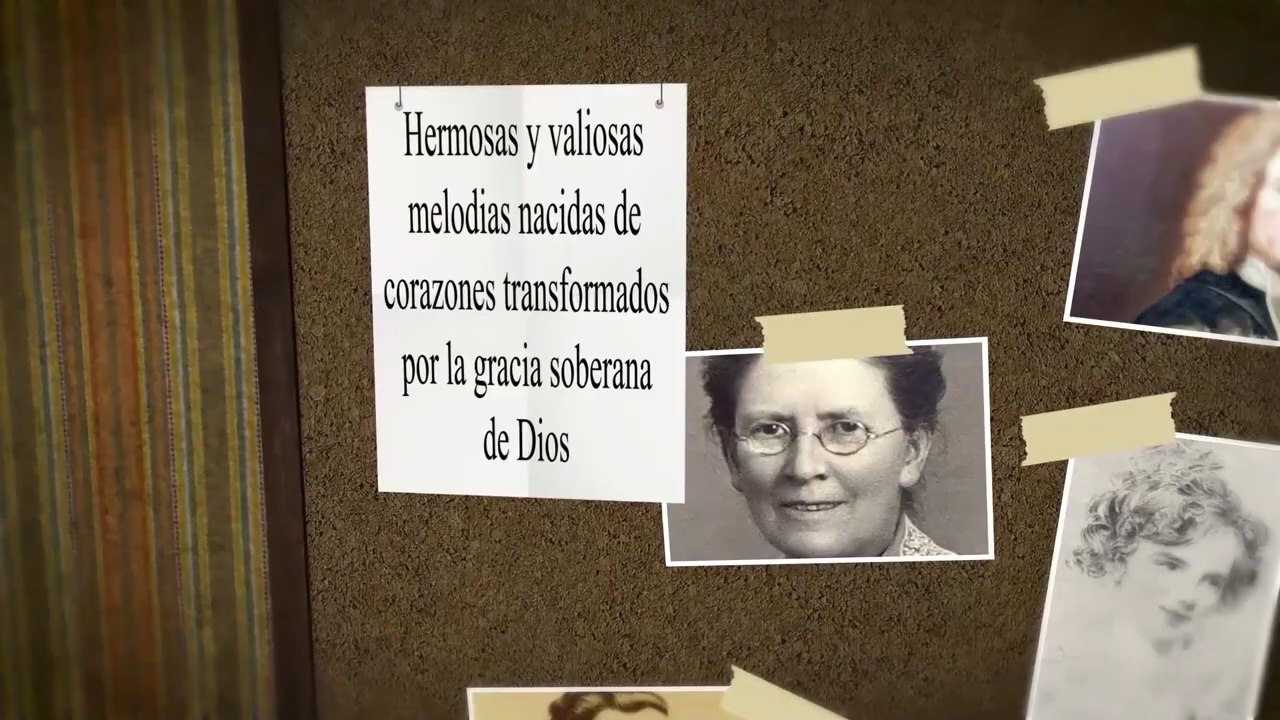 Hermosas y valiosas
melodias nacidas de
corazones transformados
por la gracia soberana
de Dios